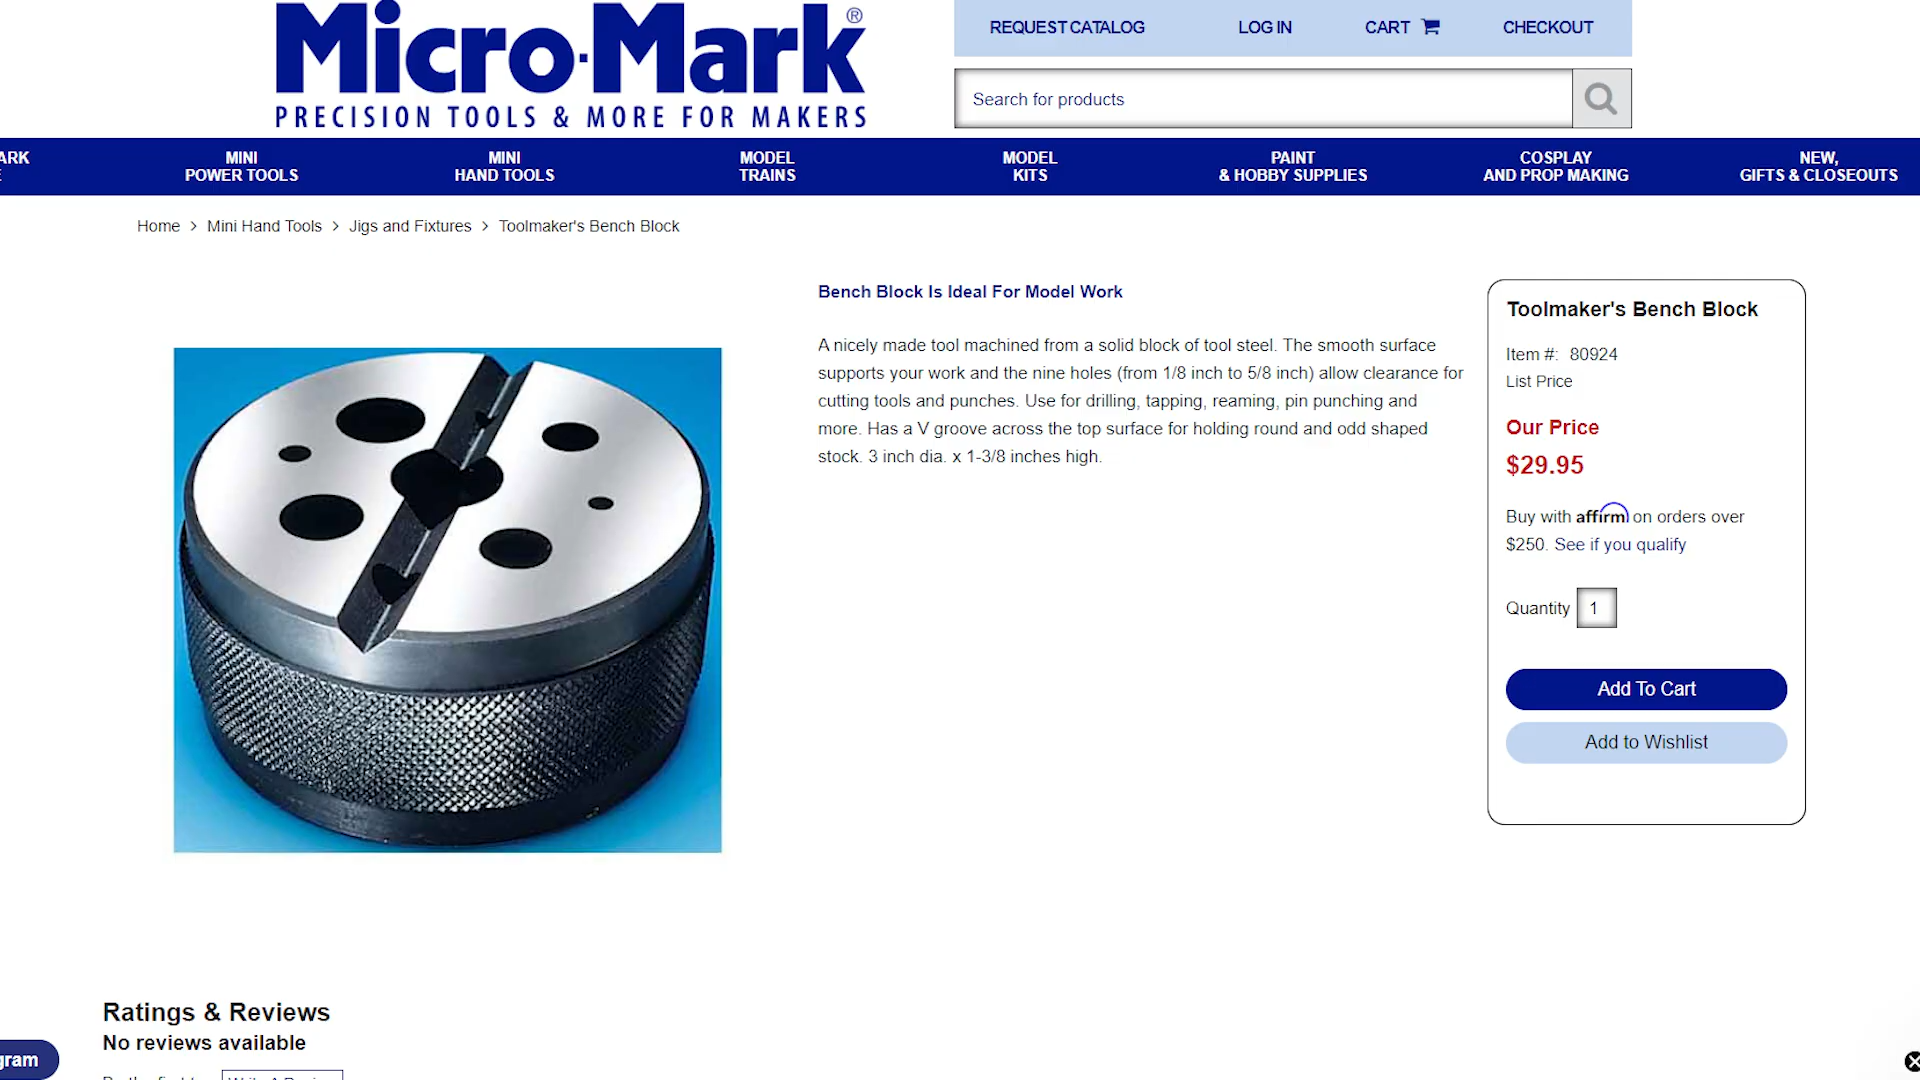 Micro·Mark®
PRECISION TOOLS & MORE FOR MAKERS
REQUEST CATALOG
LOG IN
CART
CHECKOUT
Search for products
ARK
MINI
POWER TOOLS
MINI
HAND TOOLS
MODEL
TRAINS
MODEL
KITS
PAINT
& HOBBY SUPPLIES
COSPLAY
AND PROP MAKING
NEW,
GIFTS & CLOSEOUTS
Home > Mini Hand Tools > Jigs and Fixtures > Toolmaker's Bench Block
Bench Block Is Ideal For Model Work
A nicely made tool machined from a solid block of tool steel. The smooth surface
supports your work and the nine holes (from 1/8 inch to 5/8 inch) allow clearance for
cutting tools and punches. Use for drilling, tapping, reaming, pin punching and
more. Has a V groove across the top surface for holding round and odd shaped
stock. 3 inch dia. x 1-3/8 inches high.
Toolmaker's Bench Block
Item #: 80924
List Price
Our Price
$29.95
Buy with affirm on orders over
$250. See if you qualify
Quantity 1
Add To Cart
Add to Wishlist
Ratings & Reviews
No reviews available
gram